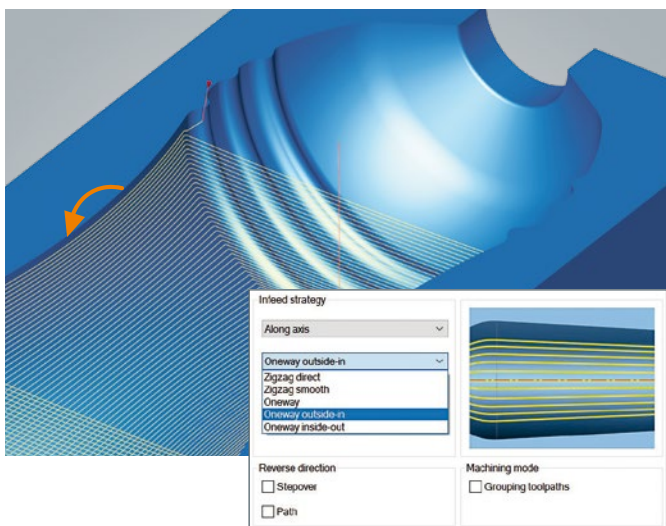 Infeed strategy
Along axis
Oneway outside-in
Zigzag direct
Zigzag smooth
Oneway
Oneway outside-in
Oneway inside-out
Reverse direction
Stepover
Path
Machining mode
Grouping toolpaths